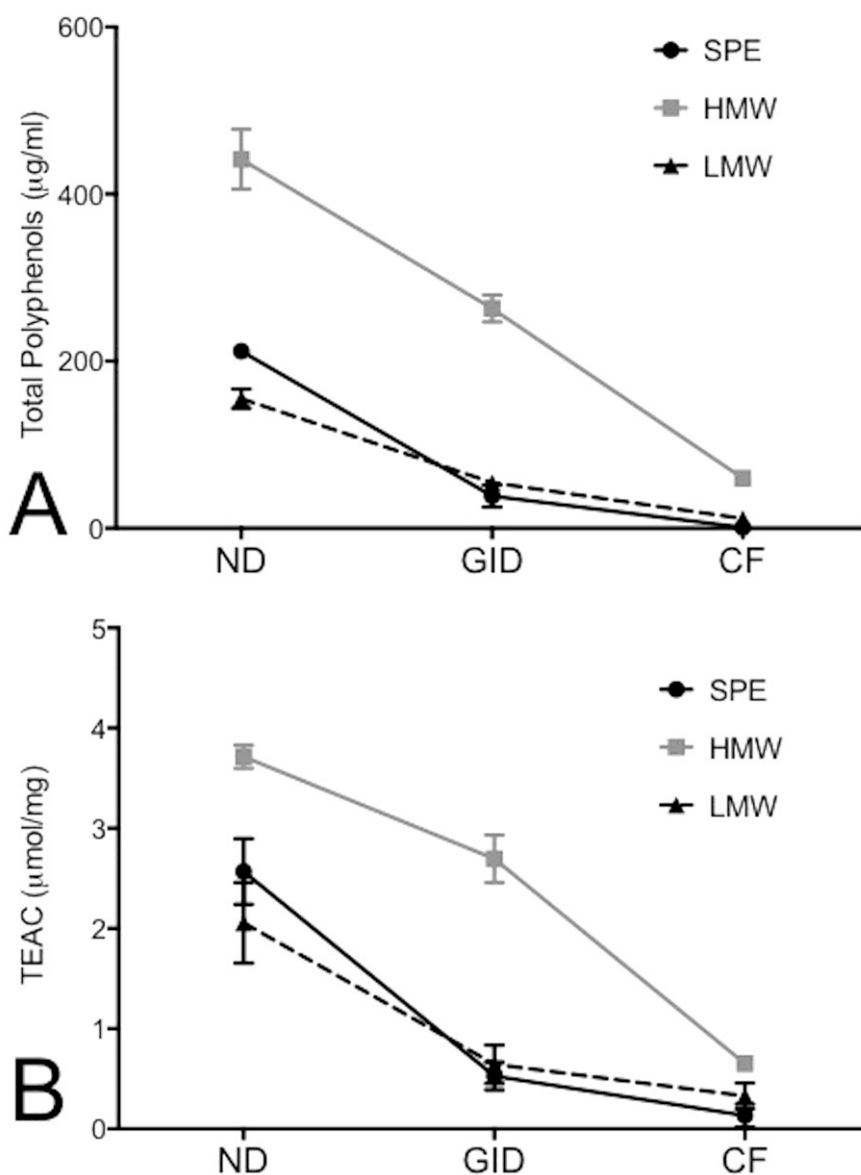 600
400
200
0
Total Polyphenols (μg/ml)
SPE
HMW
LMW
A
ND GID CF
5
4
3
2
1
0
TEAC (μmol/mg)
SPE
HMW
LMW
B
ND GID CF